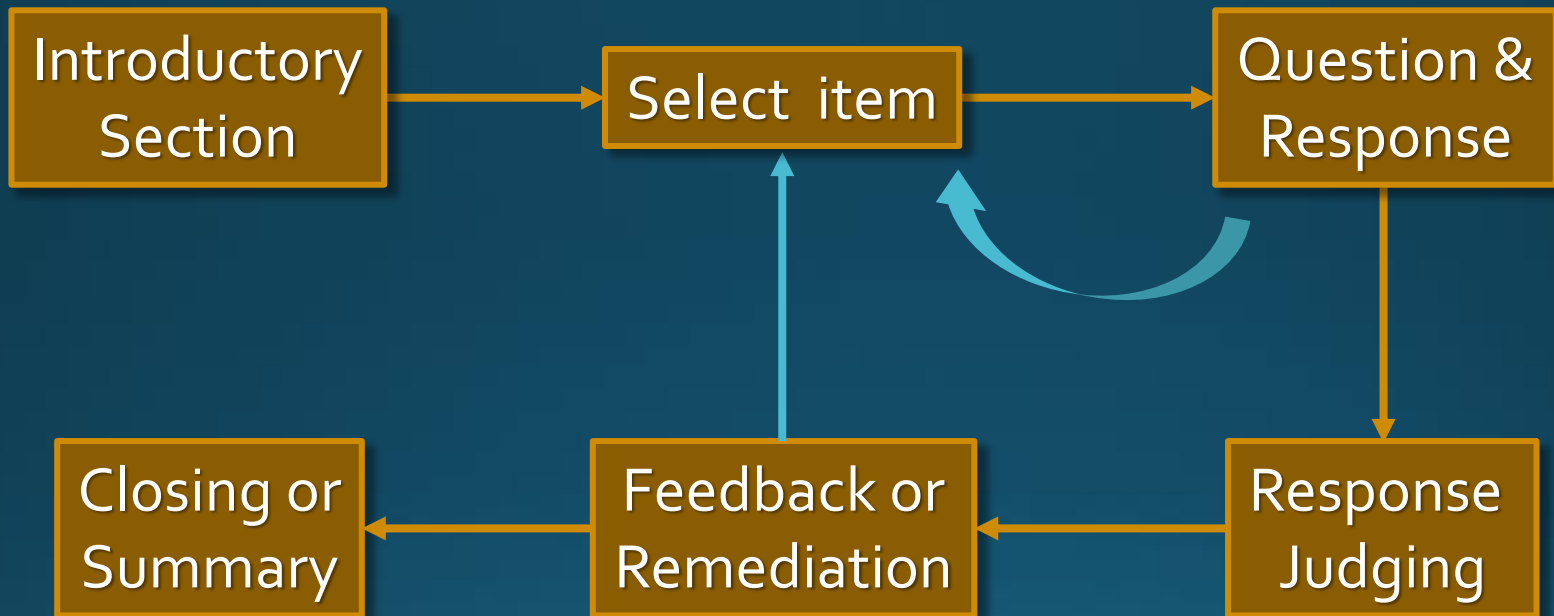 Introductory
Section
Select item
Question &
Response
Closing or
Summary
Feedback or
Remediation
Response
Judging